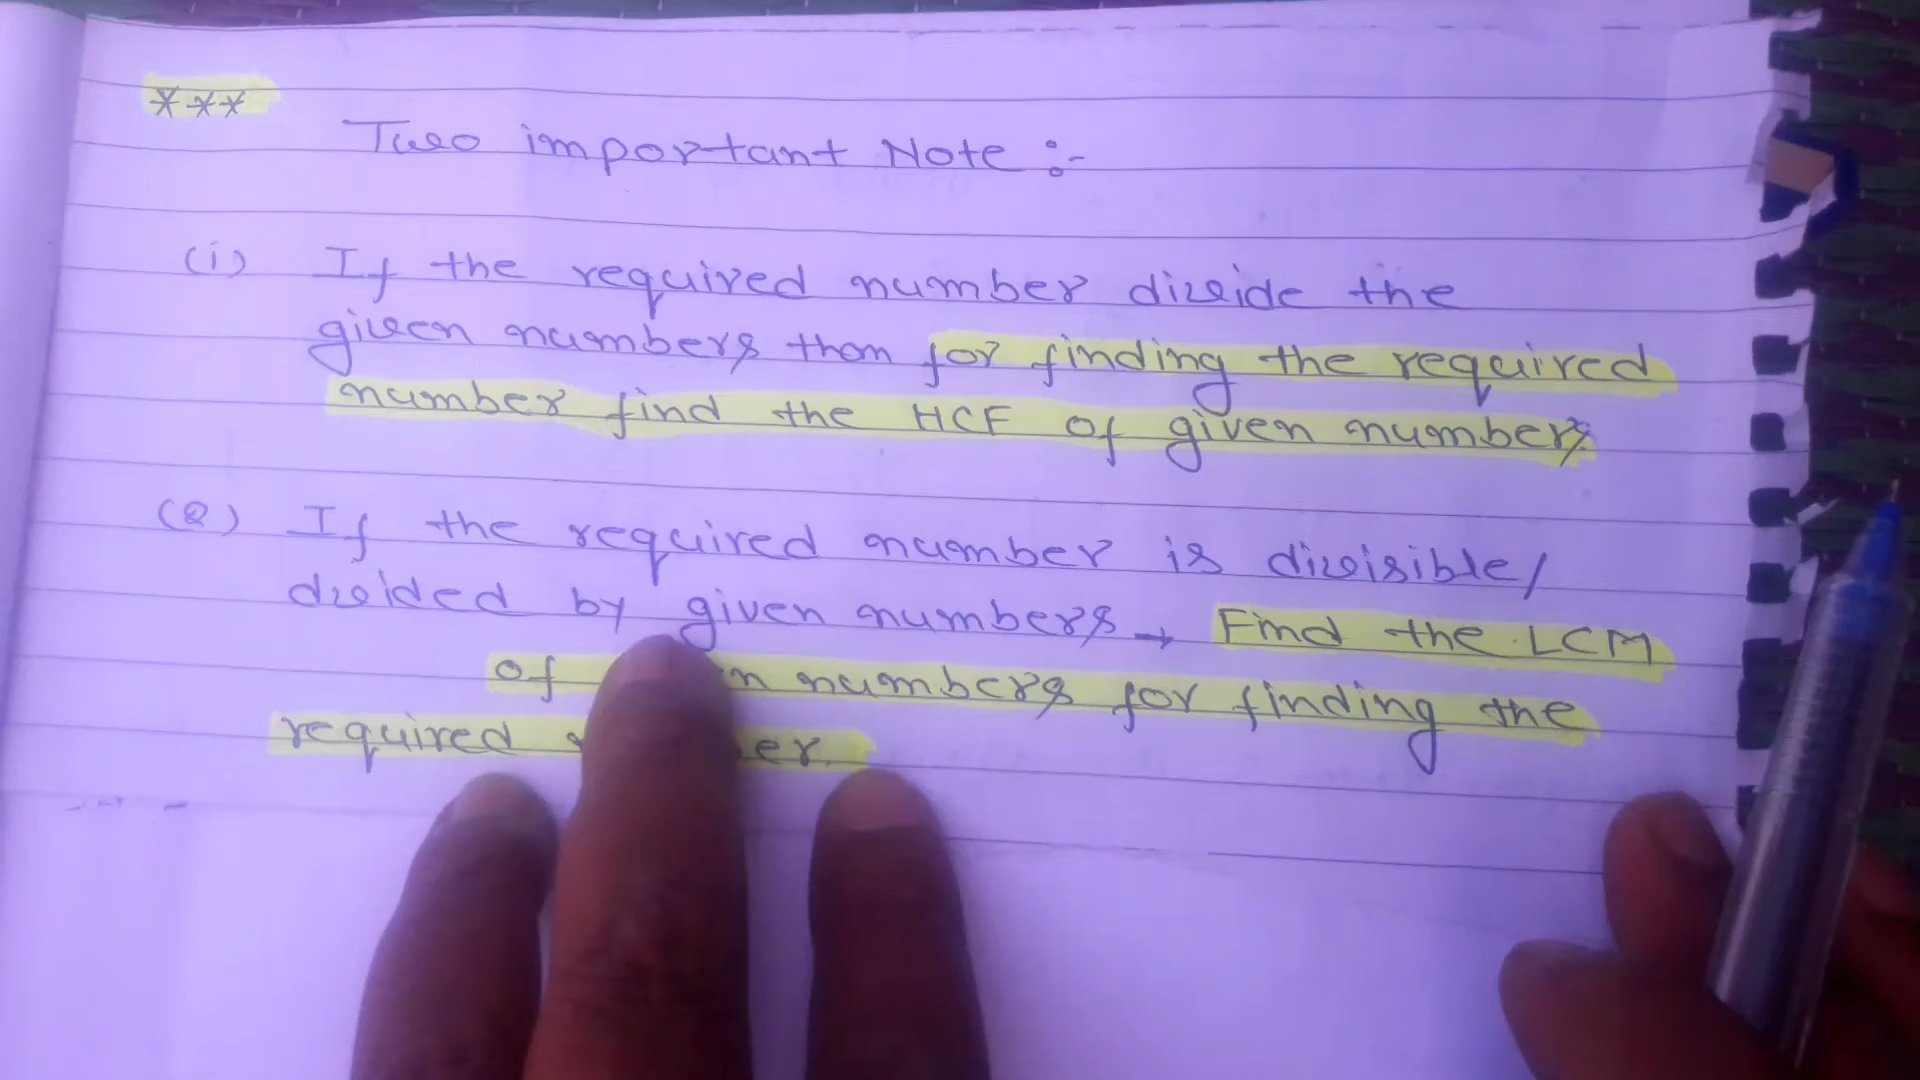 ***
Two important Note :-
(i) If the required number divide the
given numbers then for finding the required
number find the HCF of given numbers.
(2) If the required number is divisible/
divided by given numbers → Find the LCM
of numbers for finding the
required